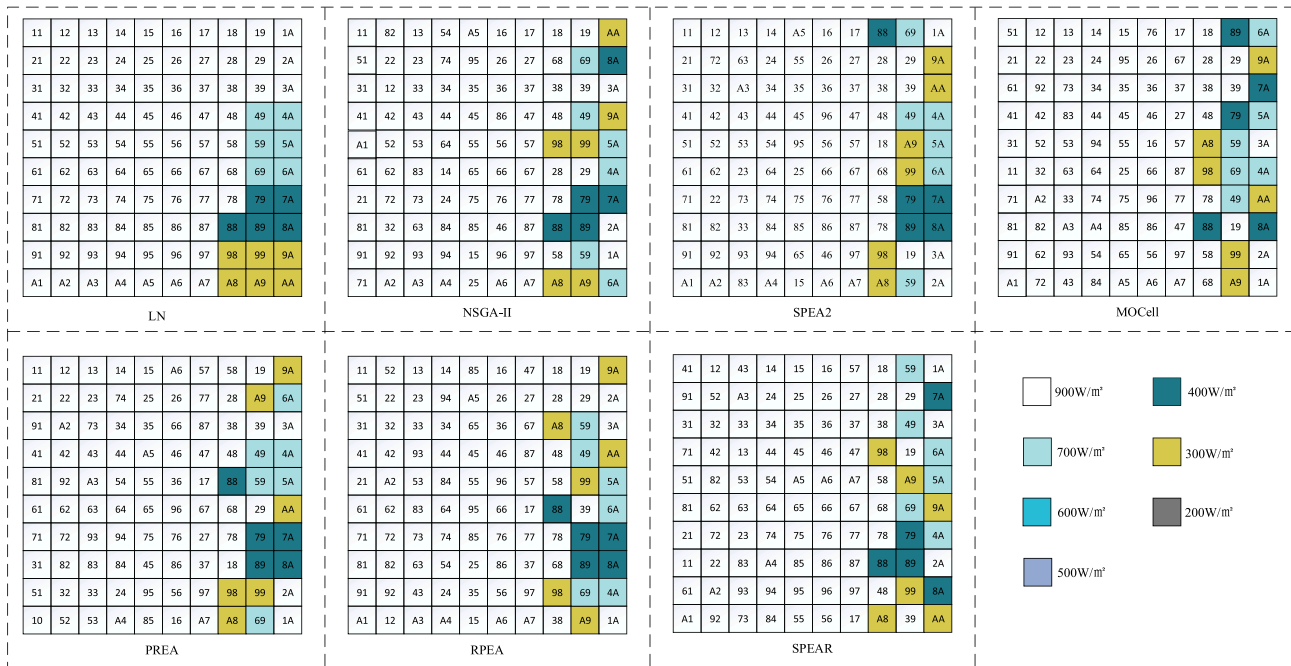 11 12 13 14 15 16 17 18 19 1A
21 22 23 24 25 26 27 28 29 2A
31 32 33 34 35 36 37 38 39 3A
41 42 43 44 45 46 47 48 49 4A
51 52 53 54 55 56 57 58 59 5A
61 62 63 64 65 66 67 68 69 6A
71 72 73 74 75 76 77 78 79 7A
81 82 83 84 85 86 87 88 89 8A
91 92 93 94 95 96 97 98 99 9A
A1 A2 A3 A4 A5 A6 A7 A8 A9 AA
LN
11 82 13 54 A5 16 17 18 19 AA
51 22 23 74 95 26 27 68 69 8A
31 12 33 34 35 36 37 38 39 3A
41 42 43 44 45 86 47 48 49 9A
A1 52 53 64 55 56 57 98 99 5A
61 62 83 14 65 66 67 28 29 4A
21 72 73 24 75 76 77 78 79 7A
81 32 63 84 85 46 87 88 89 2A
91 92 93 94 15 96 97 58 59 1A
71 A2 A3 A4 25 A6 A7 A8 A9 6A
NSGA-II
11 12 13 14 A5 16 17 88 69 1A
21 72 63 24 55 26 27 28 29 9A
31 32 A3 34 35 36 37 38 39 AA
41 42 43 44 45 96 47 48 49 4A
51 52 53 54 95 56 57 18 A9 5A
61 62 23 64 25 66 67 68 99 6A
71 22 73 74 75 36 77 58 79 7A
81 82 33 84 85 86 87 78 89 8A
91 92 93 94 65 46 97 98 19 3A
A1 A2 83 A4 15 A6 A7 A8 59 2A
SPEA2
51 12 13 14 15 16 17 18 89 6A
21 22 23 24 65 26 27 28 29 9A
61 92 73 34 35 36 37 38 39 7A
41 42 83 44 45 46 27 48 79 5A
31 52 53 94 55 16 57 A8 59 3A
11 32 63 64 25 66 87 98 69 4A
71 A2 33 74 75 96 77 78 49 AA
81 82 A3 A4 85 86 47 88 19 8A
91 62 93 54 95 56 97 58 99 2A
A1 72 43 84 A5 A6 A7 68 A9 1A
MOCell
11 12 13 14 15 A6 57 58 19 9A
21 22 23 74 25 26 77 28 A9 6A
91 62 73 34 35 66 87 38 39 3A
41 42 43 44 A5 46 47 48 49 4A
81 92 A3 54 55 36 17 88 59 5A
61 62 63 64 65 96 67 68 29 AA
71 72 93 94 75 76 27 78 79 7A
31 82 83 84 45 86 37 18 89 8A
51 32 33 24 95 56 97 98 99 2A
10 52 53 A4 85 16 A7 A8 69 1A
PREA
11 52 13 14 15 16 17 18 19 9A
51 22 23 94 A5 26 27 28 29 2A
31 32 33 34 65 36 67 A8 59 3A
41 42 43 44 45 86 87 48 49 AA
21 A2 53 54 55 56 57 58 99 5A
61 62 83 64 95 66 17 88 39 6A
71 72 73 74 75 46 77 78 79 7A
81 82 63 84 85 76 37 68 89 8A
91 92 93 24 25 96 97 98 69 4A
A1 12 A3 A4 15 A6 A7 38 A9 1A
RPEA
41 12 43 14 15 16 57 18 59 1A
91 52 A3 24 25 26 27 28 29 7A
31 32 33 34 35 36 37 38 49 3A
71 42 13 44 45 46 47 98 19 6A
51 82 53 54 A5 A6 A7 58 A9 5A
81 62 63 64 65 66 67 68 69 9A
21 72 23 74 75 76 77 78 79 4A
11 22 83 A4 85 86 87 88 89 2A
61 A2 93 94 95 96 97 48 99 8A
A1 92 73 84 55 56 17 A8 39 AA
SPEAR
900W/m² 400W/m²
700W/m² 300W/m²
600W/m² 200W/m²
500W/m²